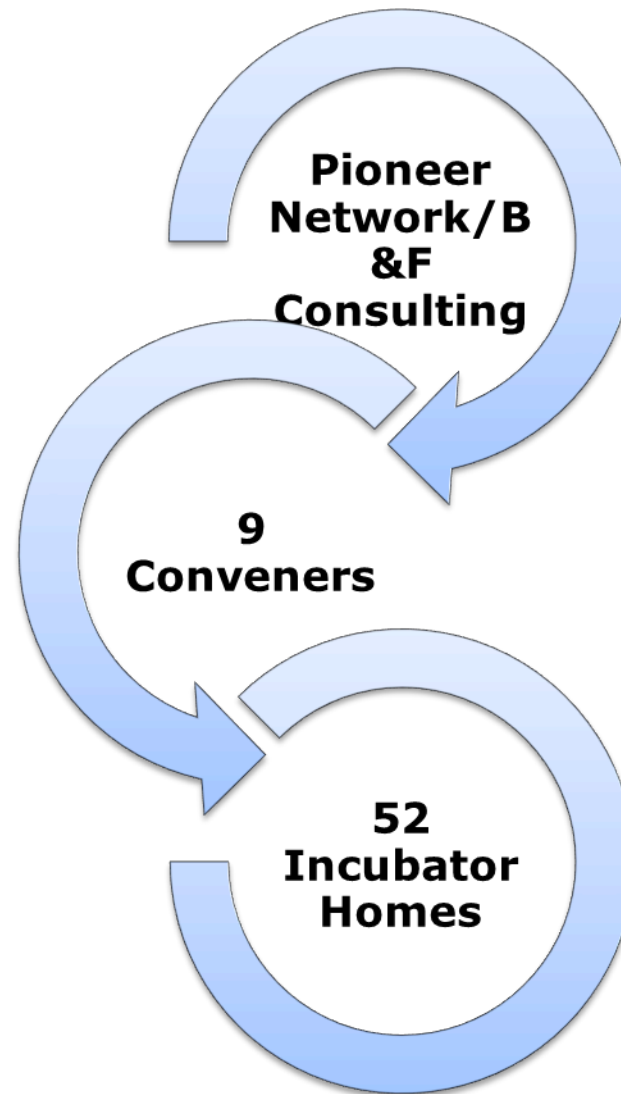 Pioneer
Network/B
&F
Consulting
9
Conveners
52
Incubator
Homes